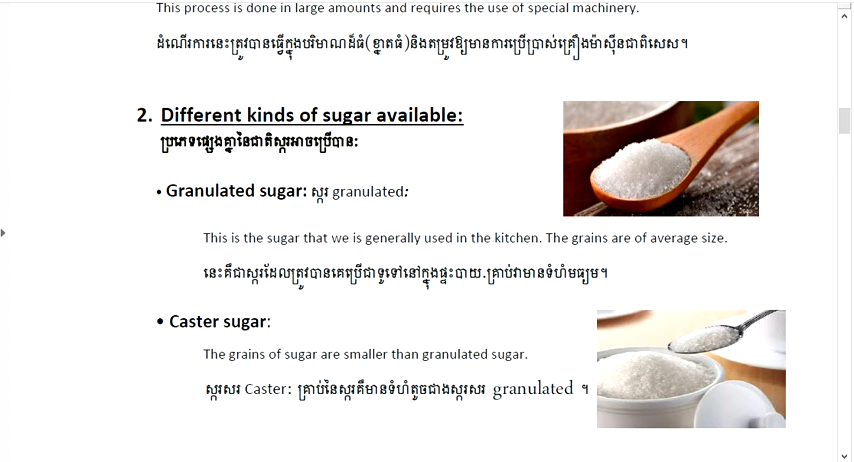 This process is done in large amounts and requires the use of special machinery.
ដំណើរការនេះត្រូវបានធ្វើក្នុងបរិមាណដ៏ធំ(ខ្នាតធំ)និងតម្រូវឱ្យមានការប្រើប្រាស់គ្រឿងម៉ាស៊ីនជាពិសេស។
2. Different kinds of sugar available:
ប្រភេទផ្សេងគ្នានៃជាតិស្ករអាចប្រើបាន:
• Granulated sugar: ស្ករ granulated:
This is the sugar that we is generally used in the kitchen. The grains are of average size.
នេះគឺជាស្ករដែលត្រូវបានគេប្រើជាទូទៅនៅក្នុងផ្ទះបាយ.គ្រាប់វាមានទំហំមធ្យម។
• Caster sugar:
The grains of sugar are smaller than granulated sugar.
ស្ករសរ Caster: គ្រាប់នៃស្ករគឺមានទំហំតូចជាងស្ករសរ granulated ។